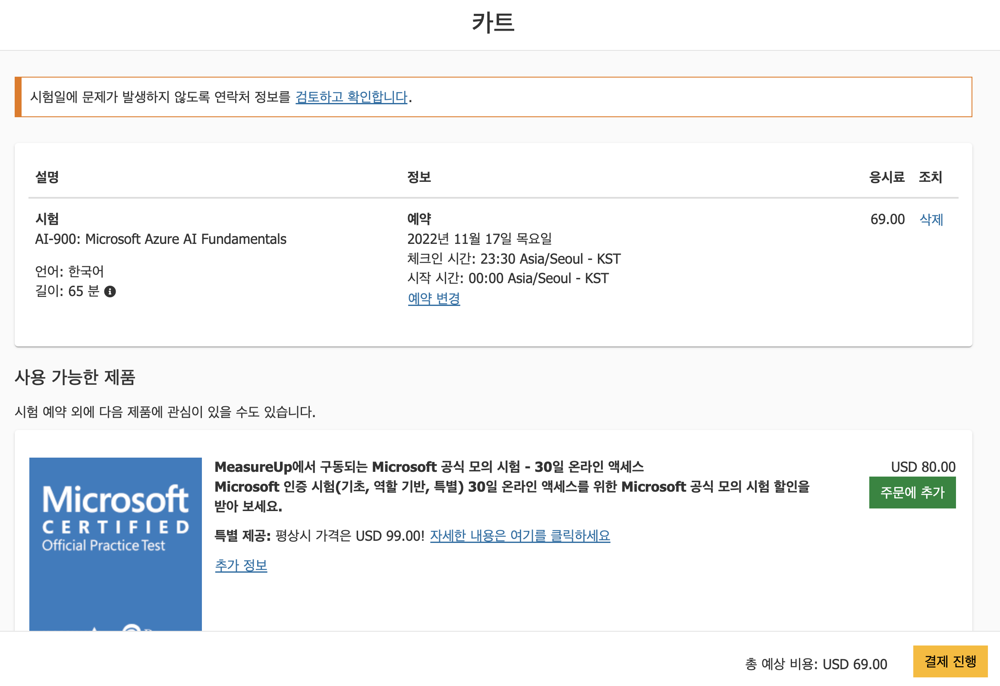 카트
시험일에 문제가 발생하지 않도록 연락처 정보를 검토하고 확인합니다.
설명 정보 응시료 조치
시험 예약 69.00 삭제
AI-900: Microsoft Azure AI Fundamentals 2022년 11월 17일 목요일
체크인 시간: 23:30 Asia/Seoul - KST
언어: 한국어 시작 시간: 00:00 Asia/Seoul - KST
길이: 65 분 예약 변경
사용 가능한 제품
시험 예약 외에 다음 제품에 관심이 있을 수도 있습니다.
Microsoft
CERTIFIED
Official Practice Test
MeasureUp에서 구동되는 Microsoft 공식 모의 시험 - 30일 온라인 액세스
Microsoft 인증 시험(기초, 역할 기반, 특별) 30일 온라인 액세스를 위한 Microsoft 공식 모의 시험 할인을
받아 보세요.
특별 제공: 평상시 가격은 USD 99.00! 자세한 내용은 여기를 클릭하세요
추가 정보
USD 80.00
주문에 추가
총 예상 비용: USD 69.00 결제 진행